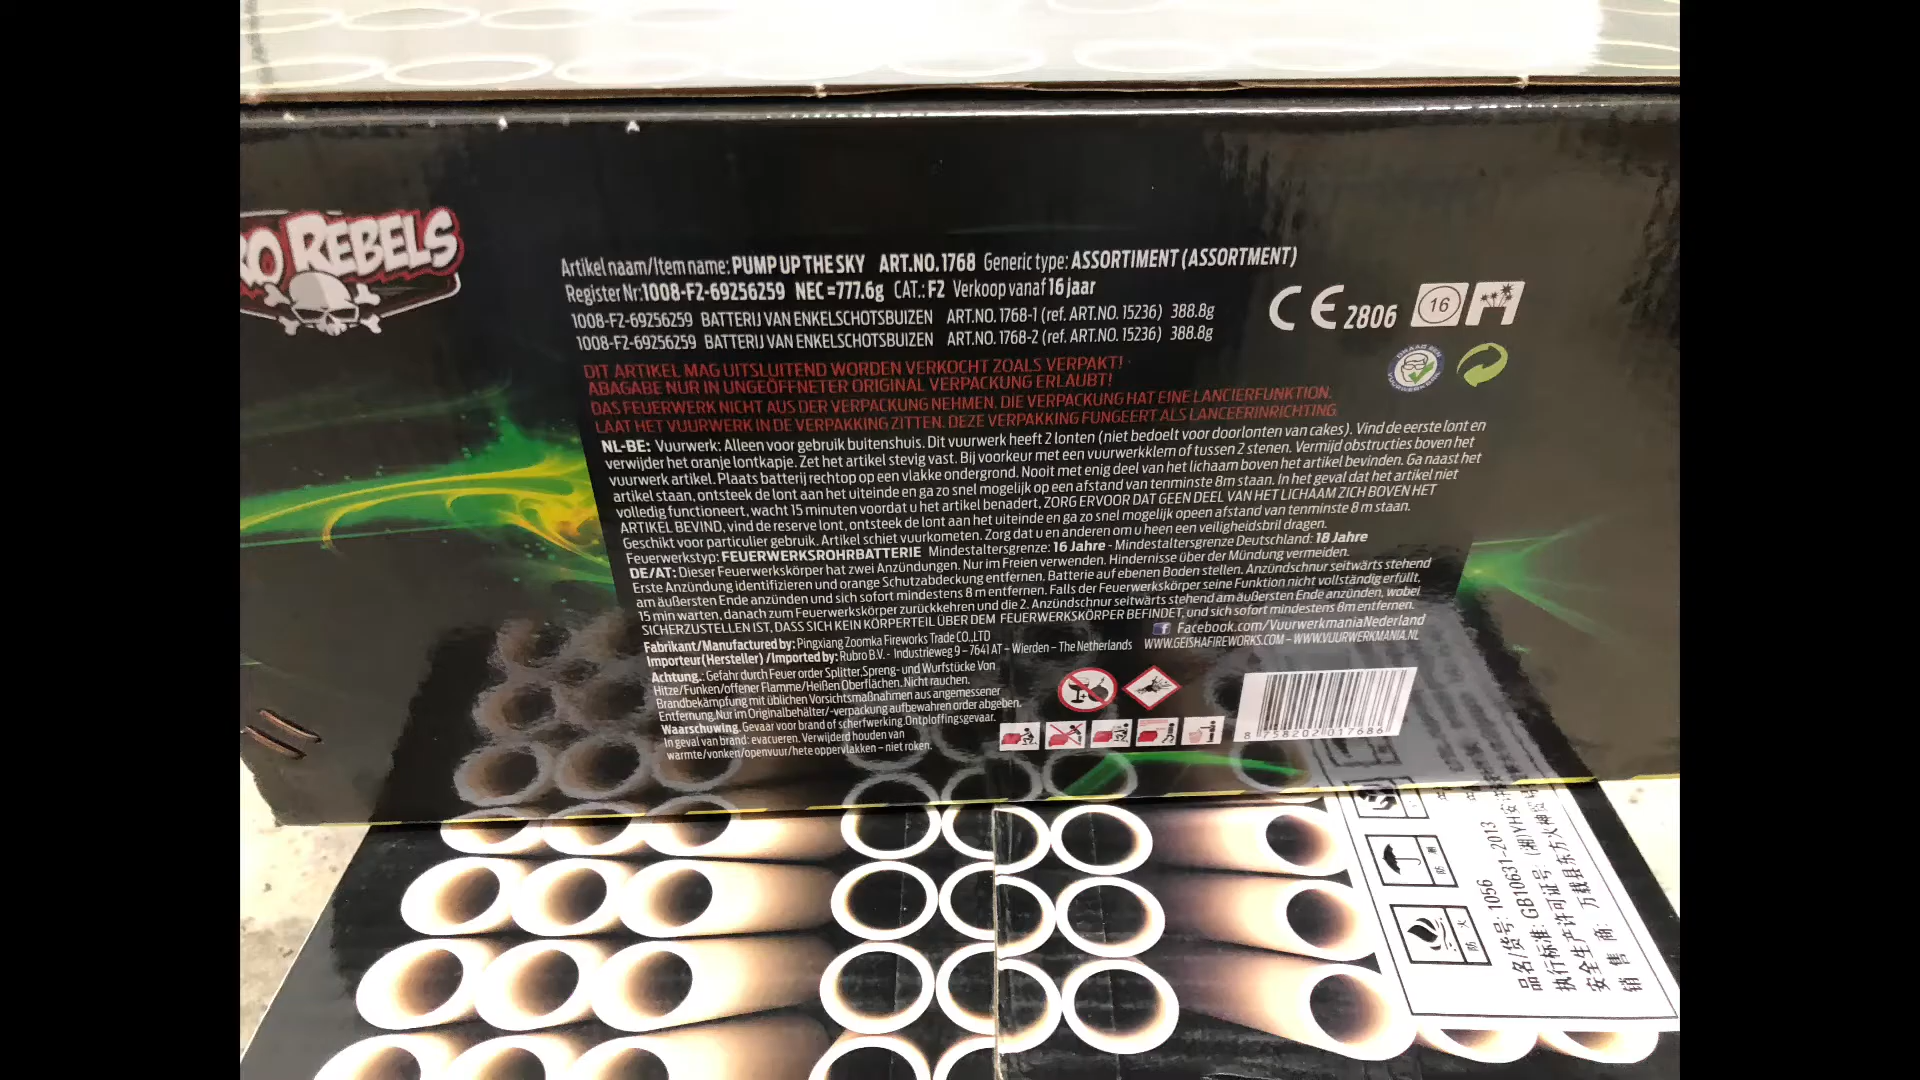 RO REBELS
Artikel naam/Item name: PUMP UP THE SKY ART.NO. 1768 Generic type: ASSORTIMENT (ASSORTMENT)
Register Nr:1008-F2-69256259 NEC=777.6g CAT.: F2 Verkoop vanaf 16 jaar
1008-F2-69256259 BATTERIJ VAN ENKELSCHOTSBUIZEN ART.NO. 1768-1 (ref. ART.NO. 15236) 388.8g
1008-F2-69256259 BATTERIJ VAN ENKELSCHOTSBUIZEN ART.NO. 1768-2 (ref. ART.NO. 15236) 388.8g
CE 2806 16
DIT ARTIKEL MAG UITSLUITEND WORDEN VERKOCHT ZOALS VERPAKT!
ABAGABE NUR IN UNGEÖFFNETER ORIGINAL VERPACKUNG ERLAUBT!
DAS FEUERWERK NICHT AUS DER VERPACKUNG NEHMEN. DIE VERPACKUNG HAT EINE LANCIERFUNKTION.
LAAT HET VUURWERK IN DE VERPAKKING ZITTEN. DEZE VERPAKKING FUNGEERT ALS LANCEERINRICHTING.
NL-BE: Vuurwerk: Alleen voor gebruik buitenshuis. Dit vuurwerk heeft 2 lonten (niet bedoelt voor doorlonten van cakes). Vind de eerste lont en
verwijder het oranje lontkapje. Zet het artikel stevig vast. Bij voorkeur met een vuurwerkklem of tussen 2 stenen. Vermijd obstructies boven het
vuurwerk artikel. Plaats batterij rechtop op een vlakke ondergrond. Nooit met enig deel van het lichaam boven het artikel bevinden. Ga naast het
artikel staan, ontsteek de lont aan het uiteinde en ga zo snel mogelijk op een afstand van tenminste 8m staan. In het geval dat het artikel niet
volledig functioneert, wacht 15 minuten voordat u het artikel benadert, ZORG ERVOOR DAT GEEN DEEL VAN HET LICHAAM ZICH BOVEN HET
ARTIKEL BEVIND, vind de reserve lont, ontsteek de lont aan het uiteinde en ga zo snel mogelijk opeen afstand van tenminste 8 m staan.
Geschikt voor particulier gebruik. Artikel schiet vuurkometen. Zorg dat u en anderen om u heen een veiligheidsbril dragen.
Feuerwerkstyp: FEUERWERKSROHRBATTERIE Mindestaltersgrenze: 16 Jahre - Mindestaltersgrenze Deutschland: 18 Jahre
DE/AT: Dieser Feuerwerkskörper hat zwei Anzündungen. Nur im Freien verwenden. Hindernisse über der Mündung vermeiden.
Erste Anzündung identifizieren und orange Schutzabdeckung entfernen. Batterie auf ebenen Boden stellen. Anzündschnur seitwärts stehend
am äußersten Ende anzünden und sich sofort mindestens 8 m entfernen. Falls der Feuerwerkskörper seine Funktion nicht vollständig erfüllt,
15 min warten, danach zum Feuerwerkskörper zurückkehren und die 2. Anzündschnur seitwärts stehend am äußersten Ende anzünden, wobei
SICHERZUSTELLEN IST, DASS SICH KEIN KÖRPERTEIL ÜBER DEM FEUERWERKSKÖRPER BEFINDET, und sich sofort mindestens 8m entfernen.
Fabrikant/Manufactured by: Pingxiang Zoomka Fireworks Trade CO.,LTD
Importeur(Hersteller) /Imported by: Rubro B.V. - Industrieweg 9 - 7641 AT - Wierden - The Netherlands
Facebook.com/VuurwerkmaniaNederland
WWW.GEISHAFIREWORKS.COM - WWW.VUURWERKMANIA.NL
Achtung.: Gefahr durch Feuer order Splitter,Spreng- und Wurfstücke Von
Hitze/Funken/offener Flamme/Heißen Oberflächen. Nicht rauchen.
Brandbekämpfung mit üblichen Vorsichtsmaßnahmen aus angemessener
Entfernung.Nur im Originalbehälter/-verpackung aufbewahren order abgeben.
Waarschuwing. Gevaar voor brand of scherfwerking.Ontploffingsgevaar.
In geval van brand: evacueren. Verwijderd houden van
warmte/vonken/openvuur/hete oppervlakken - niet roken.
8 758202 017686
防 潮
防 火
品名/货号: 1056
执行标准: GB10631-2013
安全生产许可证号: (湘)YH安许
销 售 商: 万载县东方火神